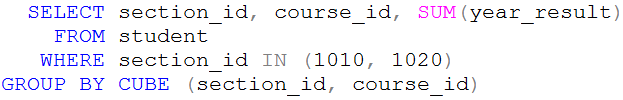 SELECT section_id, course_id, SUM(year_result)
FROM student
WHERE section_id IN (1010, 1020)
GROUP BY CUBE (section_id, course_id)